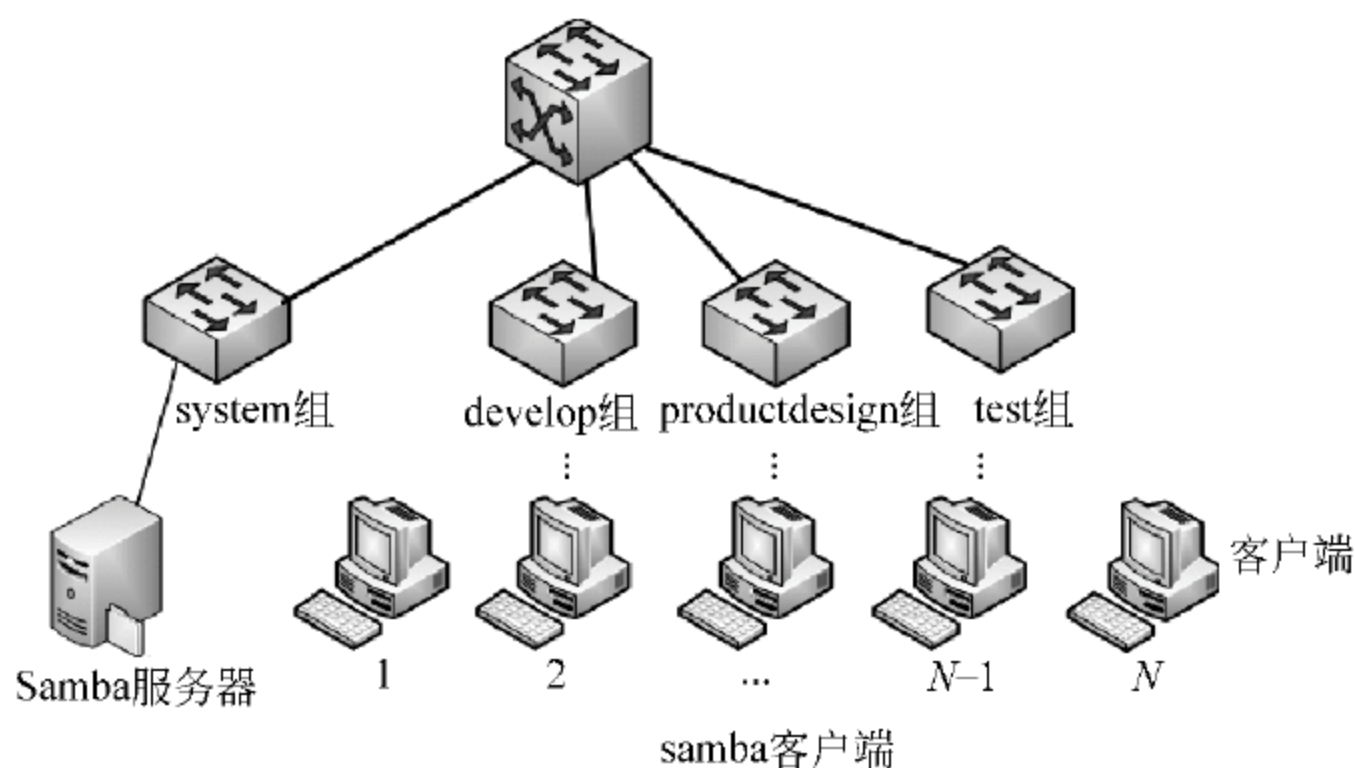 system组
develop组
productdesign组
test组
⋮
⋮
⋮
客户端
Samba服务器
1
2
...
N–1
N
samba客户端